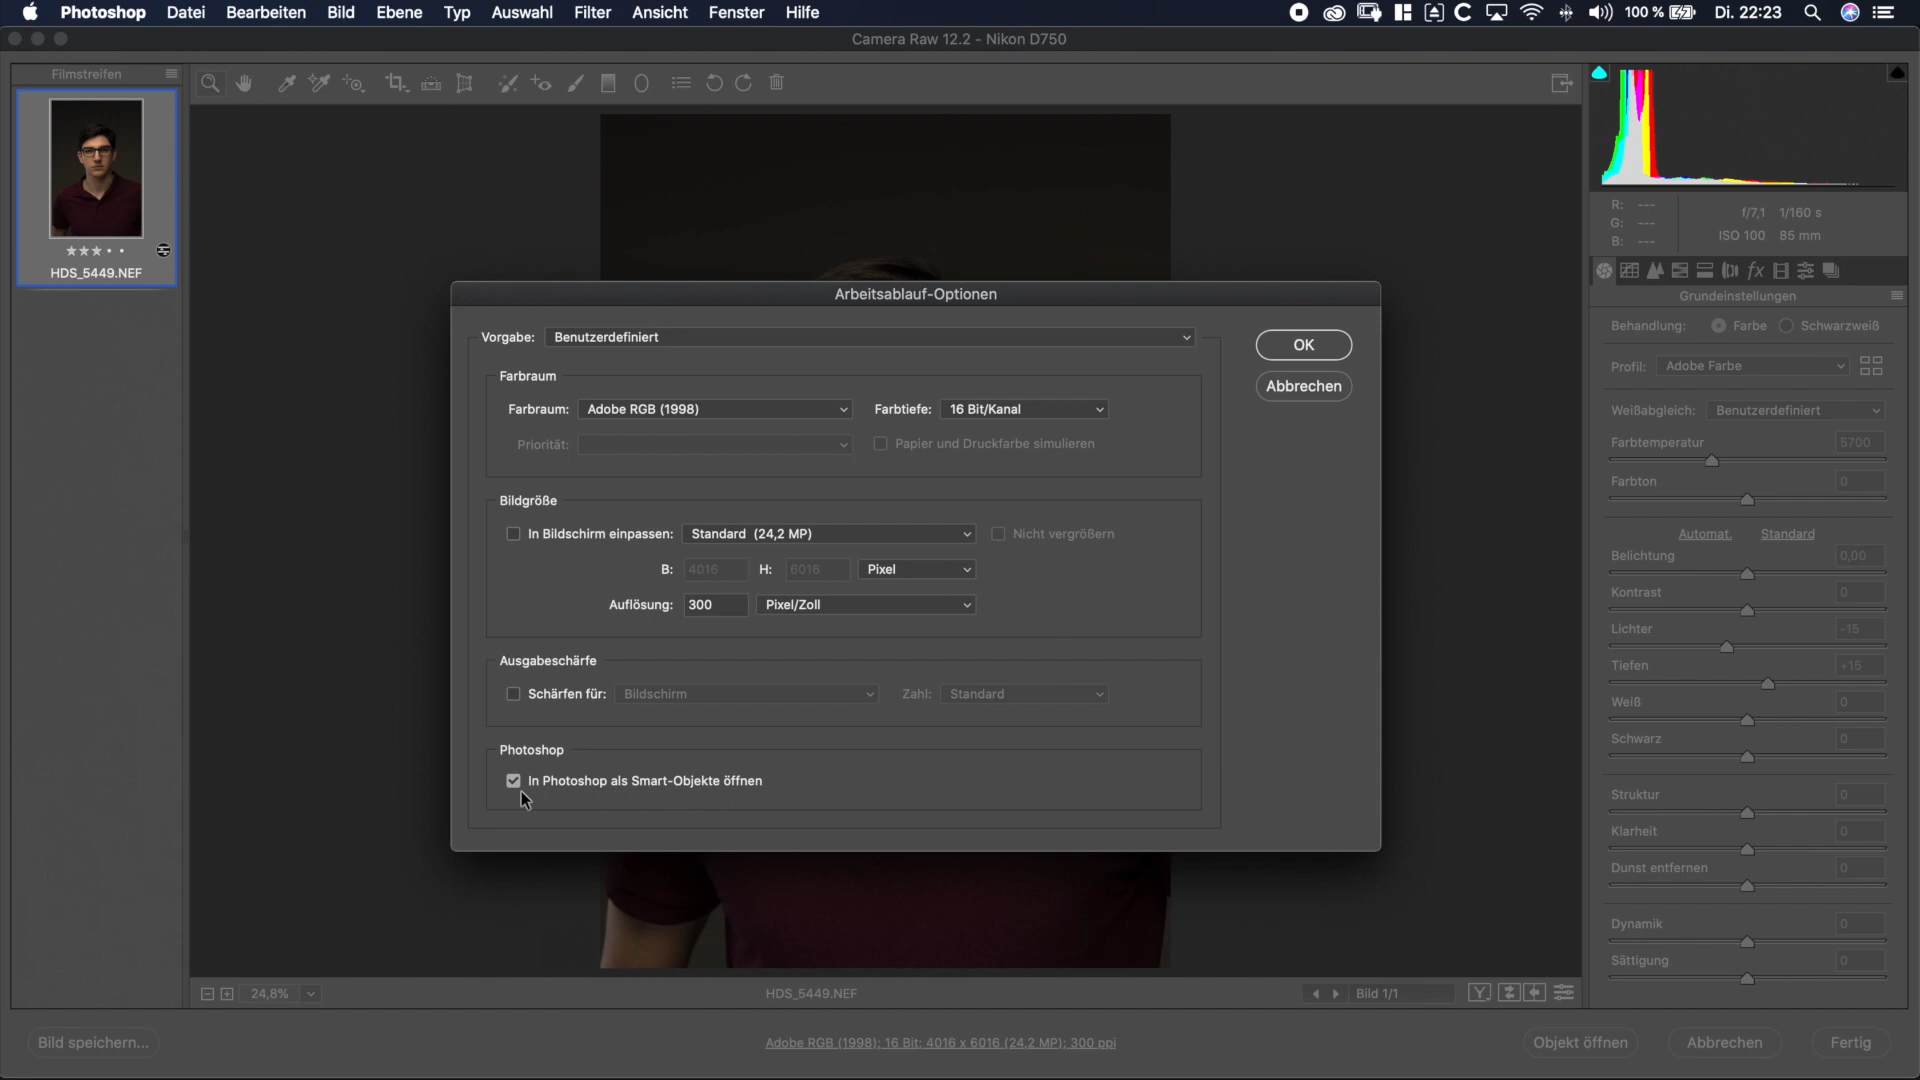 Photoshop Datei Bearbeiten Bild Ebene Typ Auswahl Filter Ansicht Fenster Hilfe 100 % Di. 22:23
Camera Raw 12.2 - Nikon D750
Filmstreifen
HDS_5449.NEF
R: ---
G: ---
B: ---
f/7,1 1/160 s
ISO 100 85 mm
Grundeinstellungen
Behandlung: Farbe Schwarzweiß
Profil: Adobe Farbe
Weißabgleich: Benutzerdefiniert
Farbtemperatur 5700
Farbton 0
Automat. Standard
Belichtung 0,00
Kontrast 0
Lichter -15
Tiefen +15
Weiß 0
Schwarz 0
Struktur 0
Klarheit 0
Dunst entfernen 0
Dynamik 0
Sättigung 0
Arbeitsablauf-Optionen
Vorgabe: Benutzerdefiniert
OK
Abbrechen
Farbraum
Farbraum: Adobe RGB (1998) Farbtiefe: 16 Bit/Kanal
Priorität: Papier und Druckfarbe simulieren
Bildgröße
In Bildschirm einpassen: Standard (24,2 MP) Nicht vergrößern
B: 4016 H: 6016 Pixel
Auflösung: 300 Pixel/Zoll
Ausgabeschärfe
Schärfen für: Bildschirm Zahl: Standard
Photoshop
In Photoshop als Smart-Objekte öffnen
24,8% HDS_5449.NEF Bild 1/1
Bild speichern... Adobe RGB (1998); 16 Bit; 4016 x 6016 (24,2 MP); 300 ppi Objekt öffnen Abbrechen Fertig